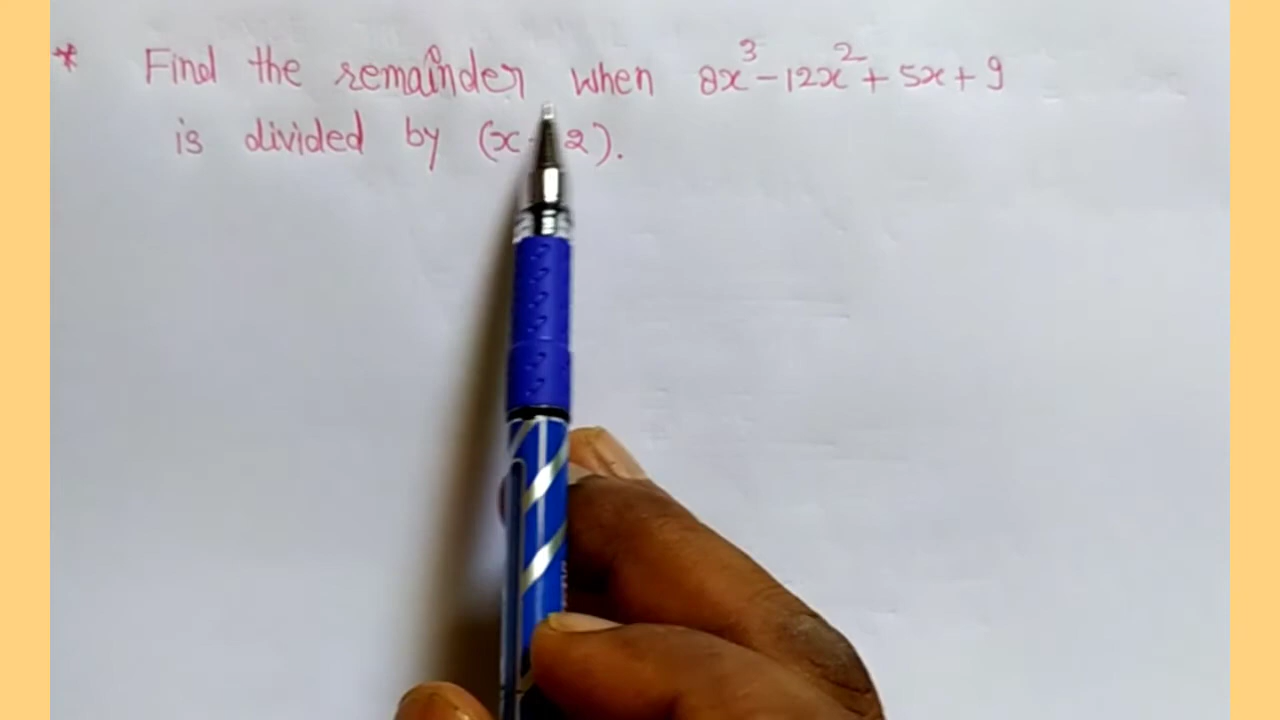 * Find the remainder when 8x³ - 12x² + 5x + 9
is divided by (x - 2).